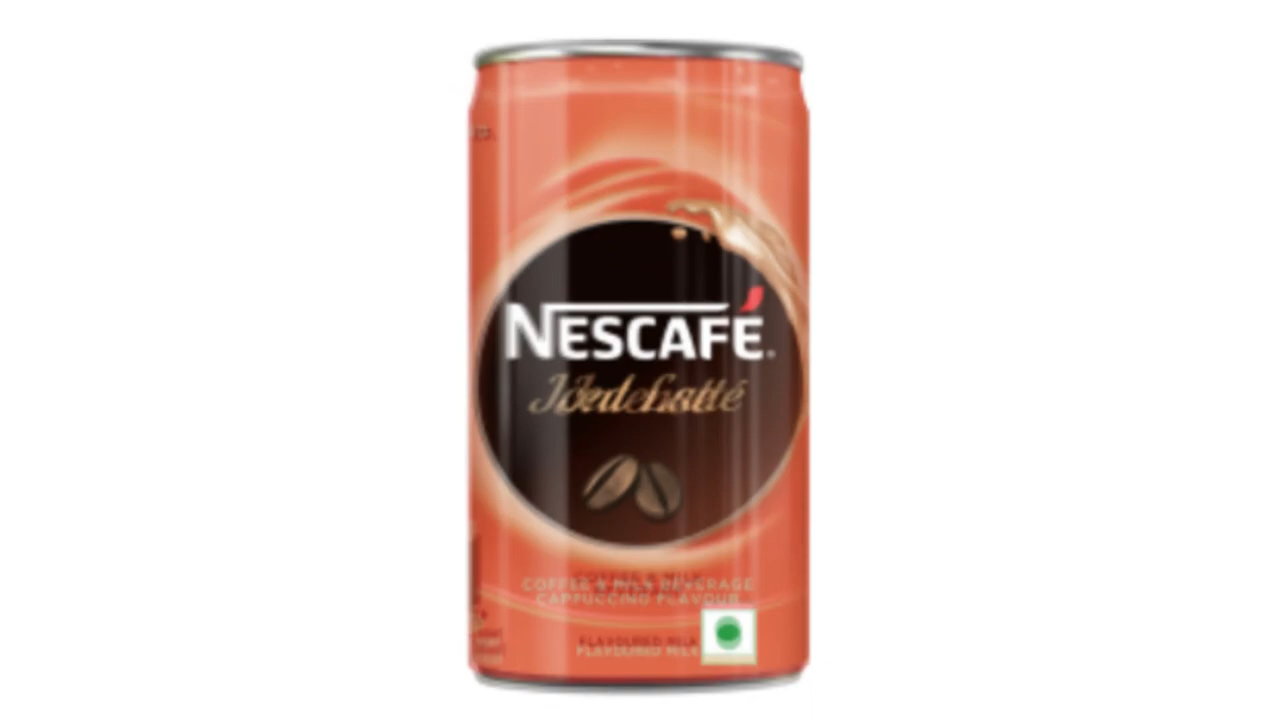 NESCAFÉ
COFFEE & MILK BEVERAGE
CAPPUCCINO FLAVOUR
FLAVOURED MILK